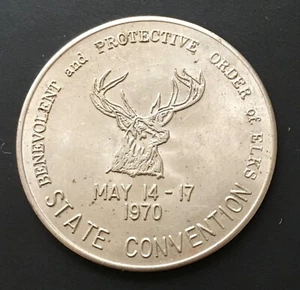 BENEVOLENT and PROTECTIVE ORDER of ELKS
MAY 14-17
1970
STATE CONVENTION